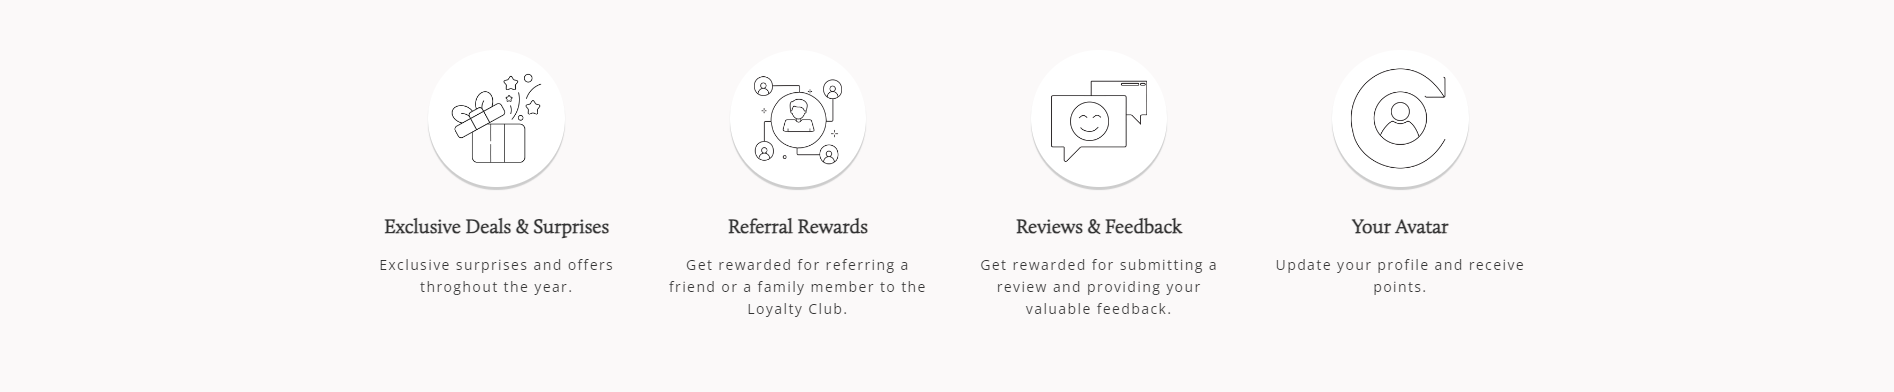 Exclusive Deals & Surprises
Exclusive surprises and offers
throghout the year.
Referral Rewards
Get rewarded for referring a
friend or a family member to the
Loyalty Club.
Reviews & Feedback
Get rewarded for submitting a
review and providing your
valuable feedback.
Your Avatar
Update your profile and receive
points.